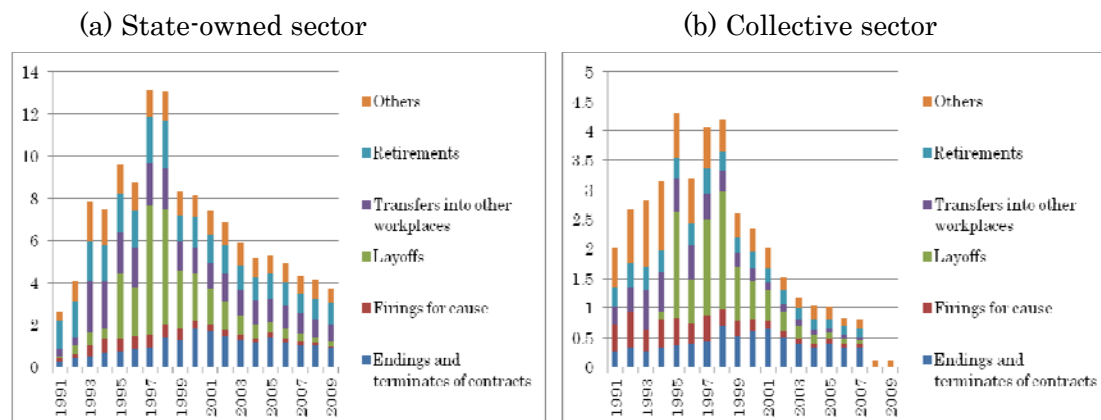 (a) State-owned sector
14
12
10
8
6
4
2
0
1991
1993
1995
1997
1999
2001
2003
2005
2007
2009
Others
Retirements
Transfers into other
workplaces
Layoffs
Firings for cause
Endings and
terminates of contracts
(b) Collective sector
5
4.5
4
3.5
3
2.5
2
1.5
1
0.5
0
1991
1993
1995
1997
1999
2001
2003
2005
2007
2009
Others
Retirements
Transfers into other
workplaces
Layoffs
Firings for cause
Endings and
terminates of contracts